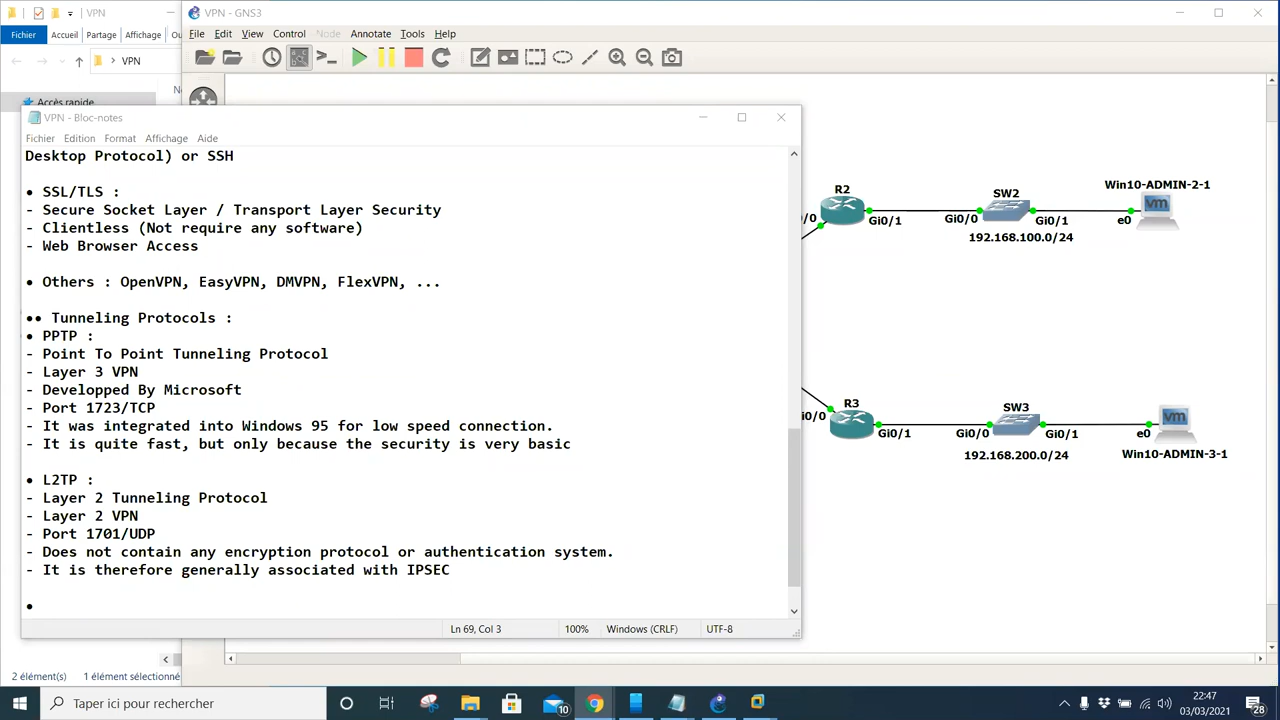 VPN
VPN - GNS3
Fichier Accueil Partage Affichage
File Edit View Control Node Annotate Tools Help
VPN
Accès rapide
VPN - Bloc-notes
Fichier Edition Format Affichage Aide
Desktop Protocol) or SSH
• SSL/TLS :
- Secure Socket Layer / Transport Layer Security
- Clientless (Not require any software)
- Web Browser Access
• Others : OpenVPN, EasyVPN, DMVPN, FlexVPN, ...
•• Tunneling Protocols :
• PPTP :
- Point To Point Tunneling Protocol
- Layer 3 VPN
- Developped By Microsoft
- Port 1723/TCP
- It was integrated into Windows 95 for low speed connection.
- It is quite fast, but only because the security is very basic
• L2TP :
- Layer 2 Tunneling Protocol
- Layer 2 VPN
- Port 1701/UDP
- Does not contain any encryption protocol or authentication system.
- It is therefore generally associated with IPSEC
•
Ln 69, Col 3 100% Windows (CRLF) UTF-8
R2 SW2 Win10-ADMIN-2-1
/0 Gi0/1 Gi0/0 Gi0/1 e0
192.168.100.0/24
R3 SW3
i0/0 Gi0/1 Gi0/0 Gi0/1 e0
192.168.200.0/24 Win10-ADMIN-3-1
2 élément(s) 1 élément sélectionné
Taper ici pour rechercher
10
22:47
03/03/2021
28